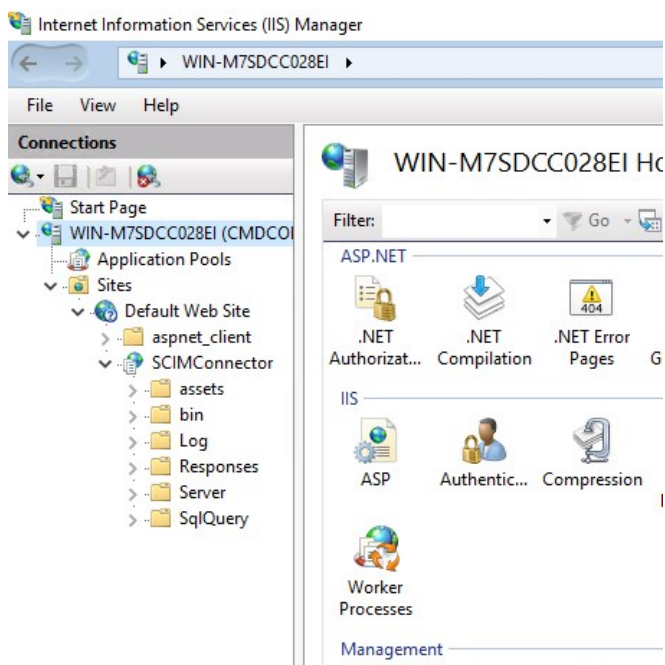 Internet Information Services (IIS) Manager
WIN-M7SDCC028EI
File View Help
Connections
Start Page
WIN-M7SDCC028EI (CMDCO
Application Pools
Sites
Default Web Site
aspnet_client
SCIMConnector
assets
bin
Log
Responses
Server
SqlQuery
WIN-M7SDCC028EI Ho
Filter: Go
ASP.NET
.NET Authorizat...
.NET Compilation
404
.NET Error Pages
G
IIS
ASP
Authentic...
Compression
Worker Processes
Management